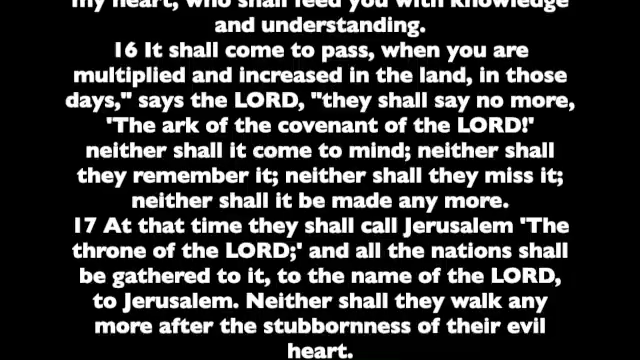 my heart, who shall feed you with knowledge
and understanding.
16 It shall come to pass, when you are
multiplied and increased in the land, in those
days," says the LORD, "they shall say no more,
'The ark of the covenant of the LORD!'
neither shall it come to mind; neither shall
they remember it; neither shall they miss it;
neither shall it be made any more.
17 At that time they shall call Jerusalem 'The
throne of the LORD;' and all the nations shall
be gathered to it, to the name of the LORD,
to Jerusalem. Neither shall they walk any
more after the stubbornness of their evil
heart.